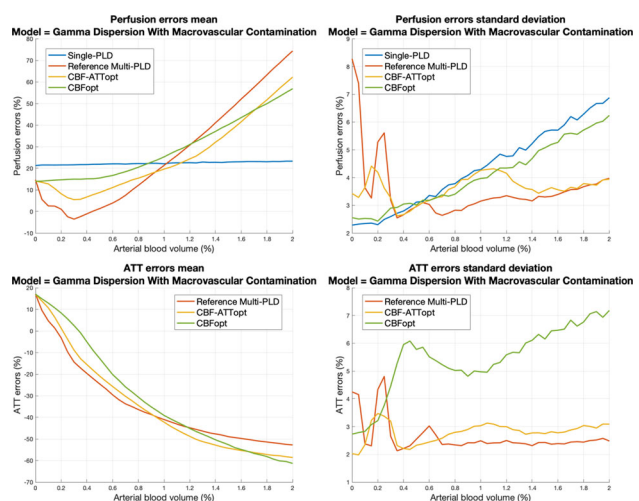 Perfusion errors mean
Model = Gamma Dispersion With Macrovascular Contamination
80
70
60
50
40
30
20
10
0
-10
-20
Perfusion errors (%)
Single-PLD
Reference Multi-PLD
CBF-ATTopt
CBFopt
0 0.2 0.4 0.6 0.8 1 1.2 1.4 1.6 1.8 2
Arterial blood volume (%)
Perfusion errors standard deviation
Model = Gamma Dispersion With Macrovascular Contamination
9
8
7
6
5
4
3
2
Perfusion errors (%)
Single-PLD
Reference Multi-PLD
CBF-ATTopt
CBFopt
0 0.2 0.4 0.6 0.8 1 1.2 1.4 1.6 1.8 2
Arterial blood volume (%)
ATT errors mean
Model = Gamma Dispersion With Macrovascular Contamination
20
10
0
-10
-20
-30
-40
-50
-60
-70
ATT errors (%)
Reference Multi-PLD
CBF-ATTopt
CBFopt
0 0.2 0.4 0.6 0.8 1 1.2 1.4 1.6 1.8 2
Arterial blood volume (%)
ATT errors standard deviation
Model = Gamma Dispersion With Macrovascular Contamination
8
7
6
5
4
3
2
1
ATT errors (%)
Reference Multi-PLD
CBF-ATTopt
CBFopt
0 0.2 0.4 0.6 0.8 1 1.2 1.4 1.6 1.8 2
Arterial blood volume (%)